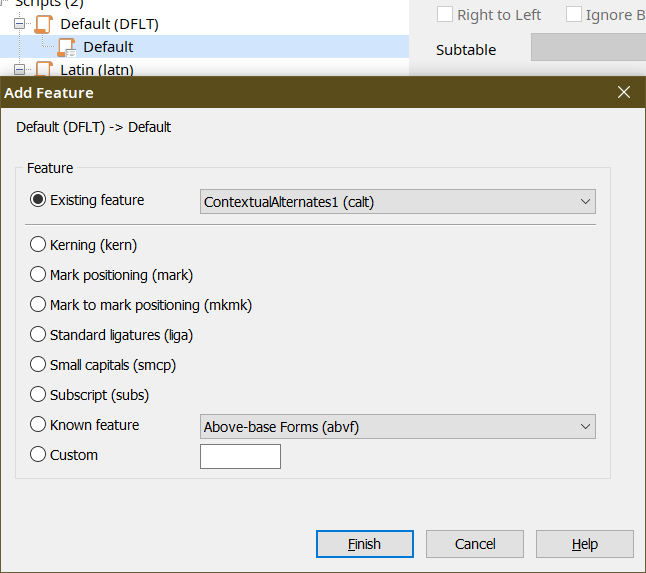 Scripts (2)
Default (DFLT)
Default
Latin (latn)
Right to Left
Ignore B
Subtable
Add Feature
Default (DFLT) -> Default
Feature
Existing feature
ContextualAlternates1 (calt)
Kerning (kern)
Mark positioning (mark)
Mark to mark positioning (mkmk)
Standard ligatures (liga)
Small capitals (smcp)
Subscript (subs)
Known feature
Above-base Forms (abvf)
Custom
Finish
Cancel
Help